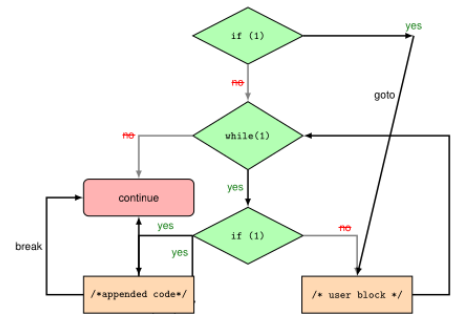 yes
if (1)
goto
no
while(1)
no
yes
continue
yes
no
if (1)
yes
break
/*appended code*/
/* user block */